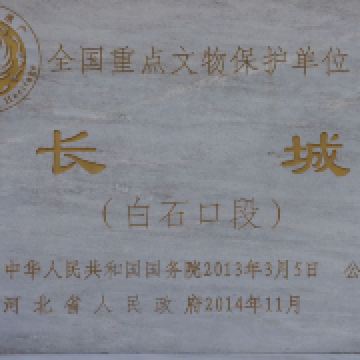 全国重点文物保护单位
长 城
（白石口段）
中华人民共和国国务院2013年3月5日 公
河北省人民政府2014年11月